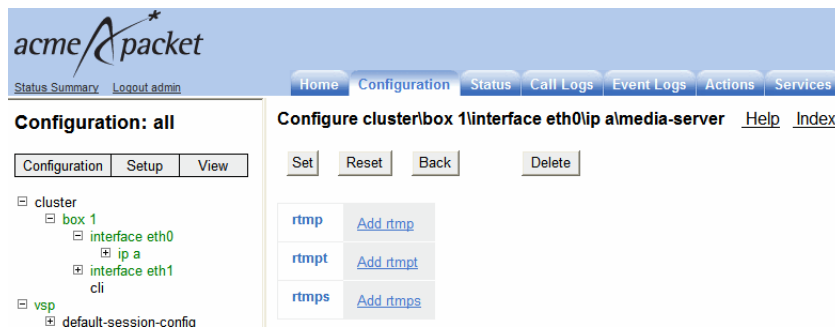 acme packet
Status Summary Logout admin
Home Configuration Status Call Logs Event Logs Actions Services
Configuration: all
Configure cluster\box 1\interface eth0\ip a\media-server Help Index
Configuration Setup View
Set Reset Back Delete
cluster
box 1
interface eth0
ip a
interface eth1
cli
vsp
default-session-config
rtmp Add rtmp
rtmpt Add rtmpt
rtmps Add rtmps